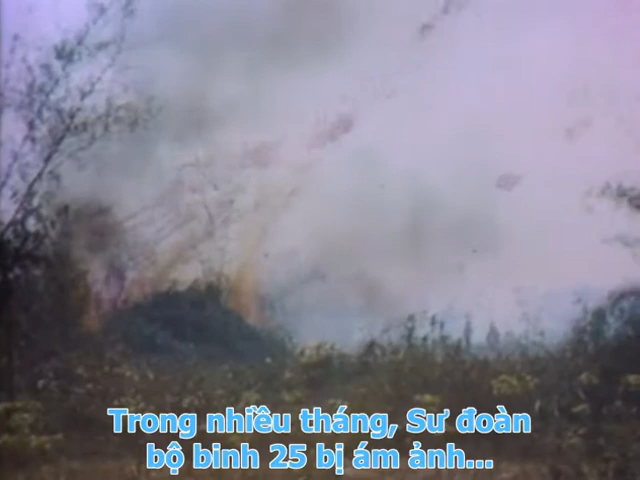 Trong nhiều tháng, Sư đoàn
bộ binh 25 bị ám ảnh...